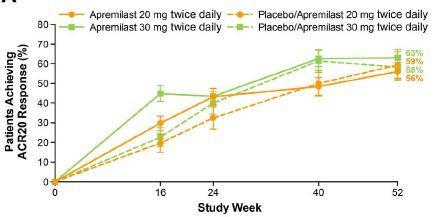 Apremilast 20 mg twice daily Placebo/Apremilast 20 mg twice daily
Apremilast 30 mg twice daily Placebo/Apremilast 30 mg twice daily
Patients Achieving
ACR20 Response (%)
80
70
60
50
40
30
20
10
0
63%
59%
58%
56%
0 16 24 40 52
Study Week